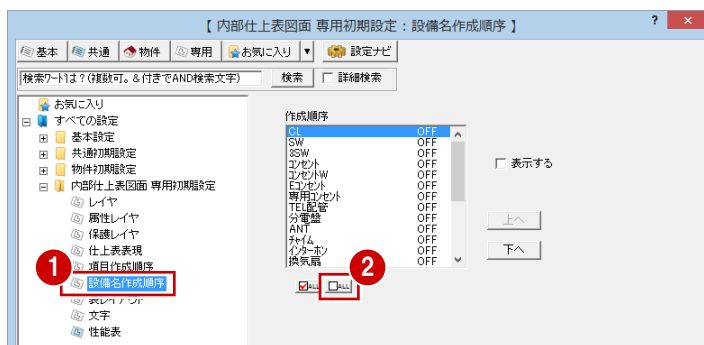 【 内部仕上表図面 専用初期設定：設備名作成順序 】 ? ×
基本 共通 物件 専用 お気に入り ▼ 設定ナビ
検索ワードは？(複数可。＆付きでAND検索文字) 検索 詳細検索
お気に入り
すべての設定
基本設定
共通初期設定
物件初期設定
内部仕上表図面 専用初期設定
レイヤ
属性レイヤ
保護レイヤ
仕上表表現
項目作成順序
1
設備名作成順序
表レイアウト
文字
性能表
作成順序
CL OFF
SW OFF
3SW OFF
コンセント OFF
コンセントW OFF
Eコンセント OFF
専用コンセント OFF
TEL配管 OFF
分電盤 OFF
ANT OFF
チャイム OFF
インターホン OFF
換気扇 OFF
2
ALL ALL
表示する
上へ
下へ